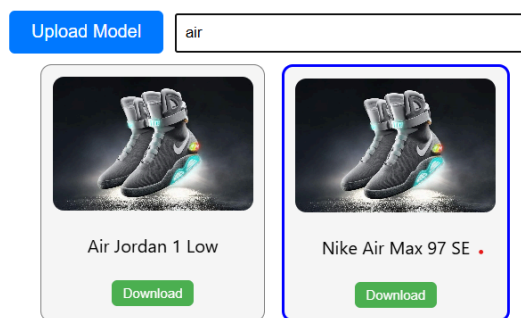 Upload Model
air
Air Jordan 1 Low
Nike Air Max 97 SE
Download
Download